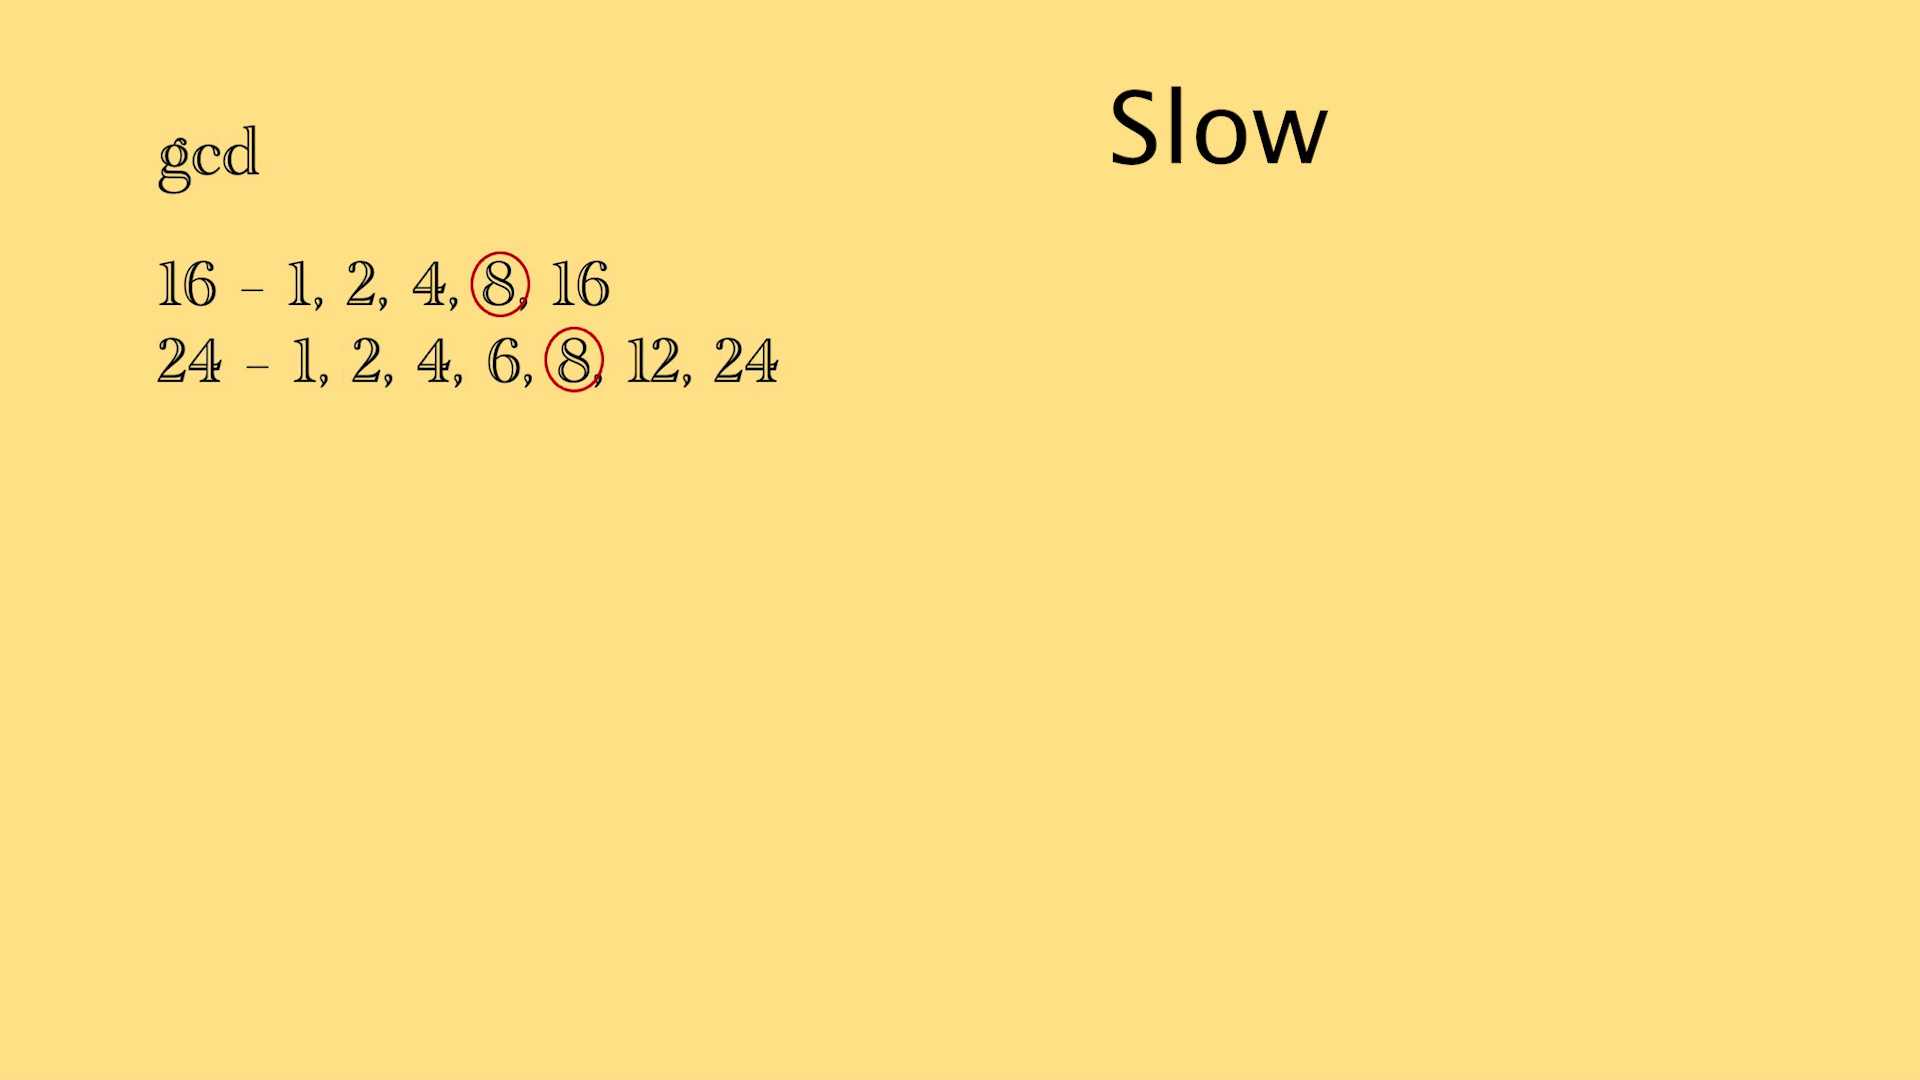 Slow
gcd
16 – 1, 2, 4, 8, 16
24 – 1, 2, 4, 6, 8, 12, 24